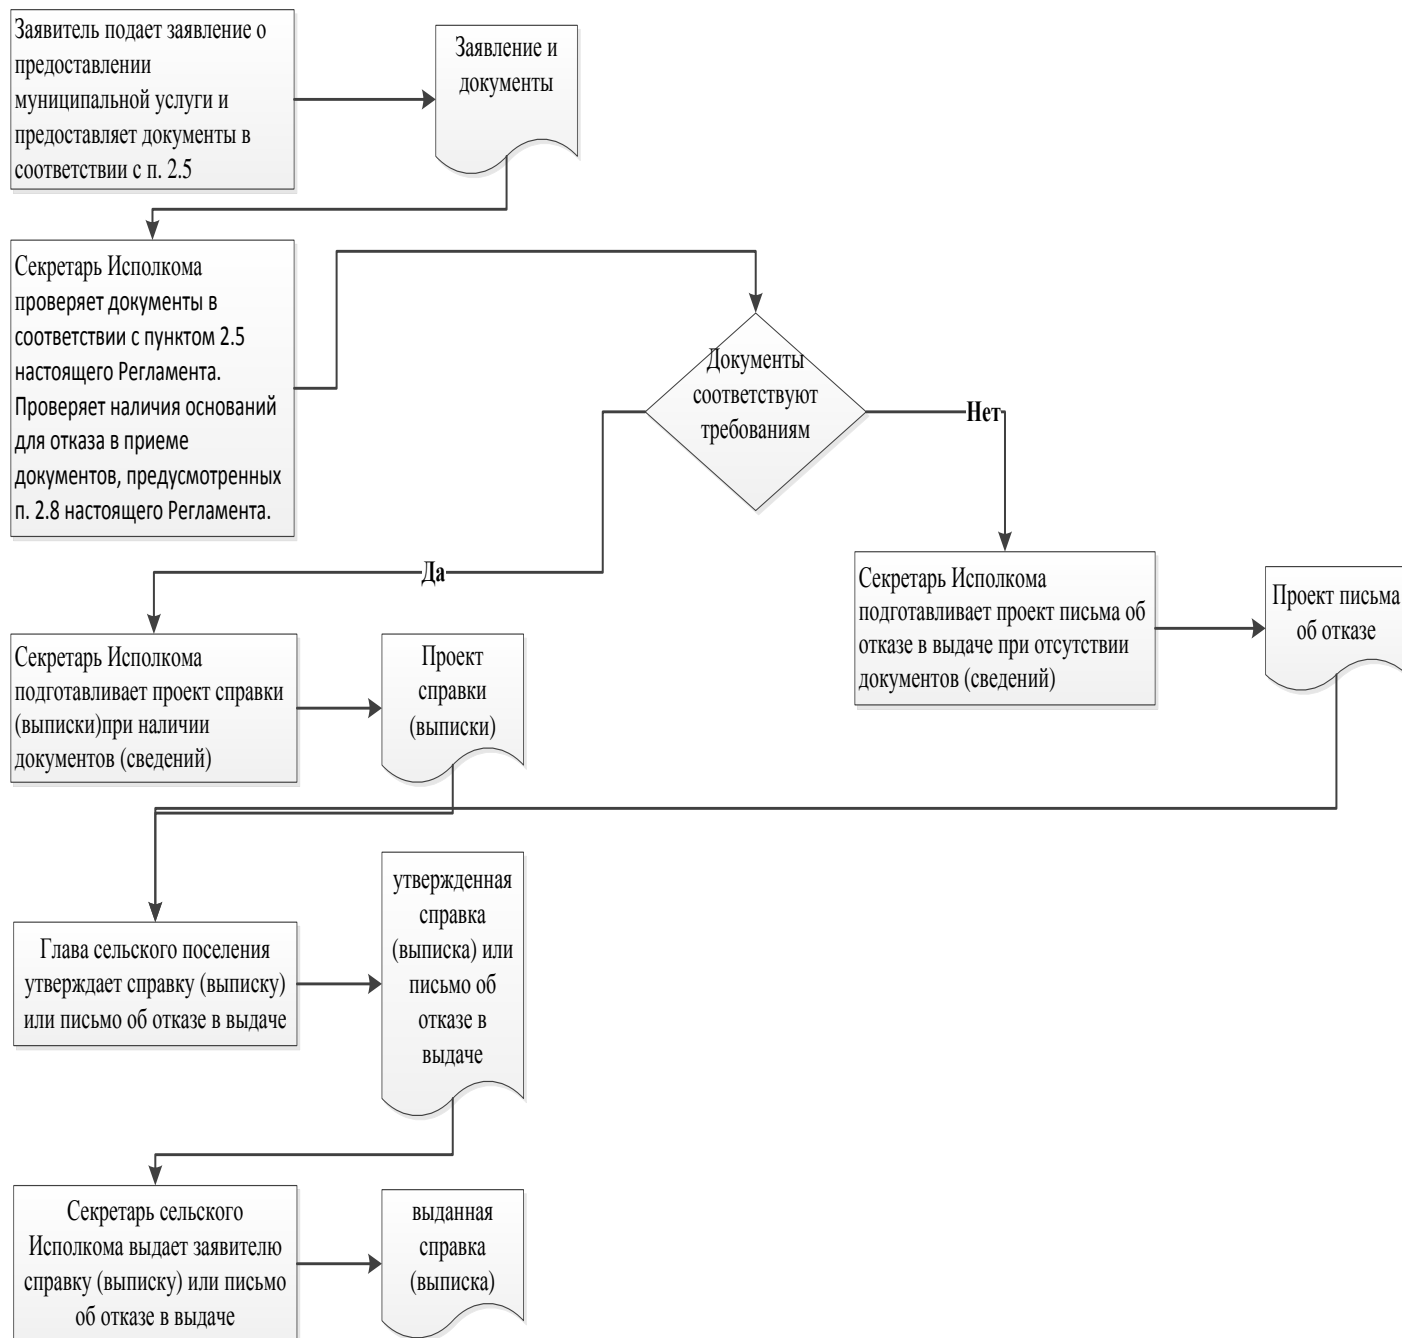 Заявитель подает заявление о
предоставлении
муниципальной услуги и
предоставляет документы в
соответствии с п. 2.5
Заявление и
документы
Секретарь Исполкома
проверяет документы в
соответствии с пунктом 2.5
настоящего Регламента.
Проверяет наличия оснований
для отказа в приеме
документов, предусмотренных
п. 2.8 настоящего Регламента.
Документы
соответствуют
требованиям
Нет
Да
Секретарь Исполкома
подготавливает проект письма об
отказе в выдаче при отсутствии
документов (сведений)
Проект письма
об отказе
Секретарь Исполкома
подготавливает проект справки
(выписки)при наличии
документов (сведений)
Проект
справки
(выписки)
Глава сельского поселения
утверждает справку (выписку)
или письмо об отказе в выдаче
утвержденная
справка
(выписка) или
письмо об
отказе в
выдаче
Секретарь сельского
Исполкома выдает заявителю
справку (выписку) или письмо
об отказе в выдаче
выданная
справка
(выписка)